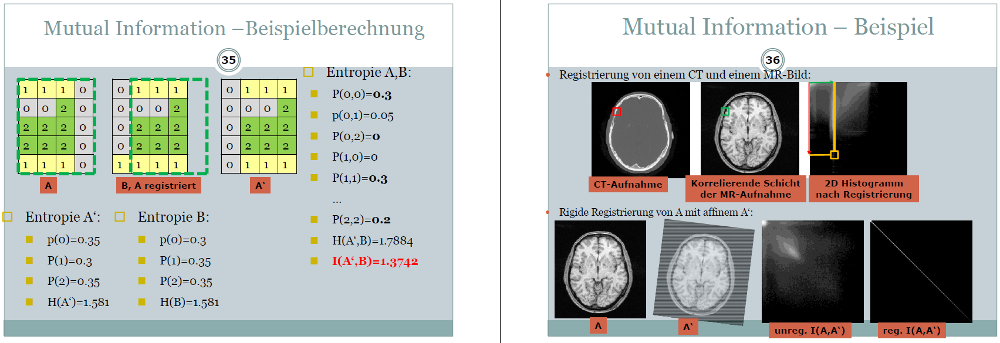 Mutual Information –Beispielberechnung
35
1 1 1 0
0 0 2 0
2 2 2 0
2 2 2 0
1 1 1 0
A
0 1 1 1
0 0 0 2
0 2 2 2
0 2 2 2
1 1 1 1
B, A registriert
0 1 1 1
0 0 0 2
0 2 2 2
0 2 2 2
0 1 1 1
A‘
Entropie A‘:
p(0)=0.35
P(1)=0.3
P(2)=0.35
H(A‘)=1.581
Entropie B:
p(0)=0.3
P(1)=0.35
P(2)=0.35
H(B)=1.581
Entropie A,B:
P(0,0)=0.3
p(0,1)=0.05
P(0,2)=0
P(1,0)=0
P(1,1)=0.3
...
P(2,2)=0.2
H(A‘,B)=1.7884
I(A‘,B)=1.3742
Mutual Information – Beispiel
36
Registrierung von einem CT und einem MR-Bild:
CT-Aufnahme
Korrelierende Schicht
der MR-Aufnahme
2D Histogramm
nach Registrierung
Rigide Registrierung von A mit affinem A‘:
A
A‘
unreg. I(A,A‘)
reg. I(A,A‘)